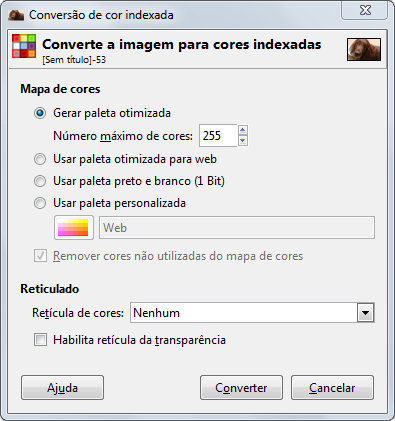 Conversão de cor indexada
Converte a imagem para cores indexadas
[Sem título]-53
Mapa de cores
Gerar paleta otimizada
Número máximo de cores: 255
Usar paleta otimizada para web
Usar paleta preto e branco (1 Bit)
Usar paleta personalizada
Web
Remover cores não utilizadas do mapa de cores
Reticulado
Retícula de cores: Nenhum
Habilita retícula da transparência
Ajuda Converter Cancelar